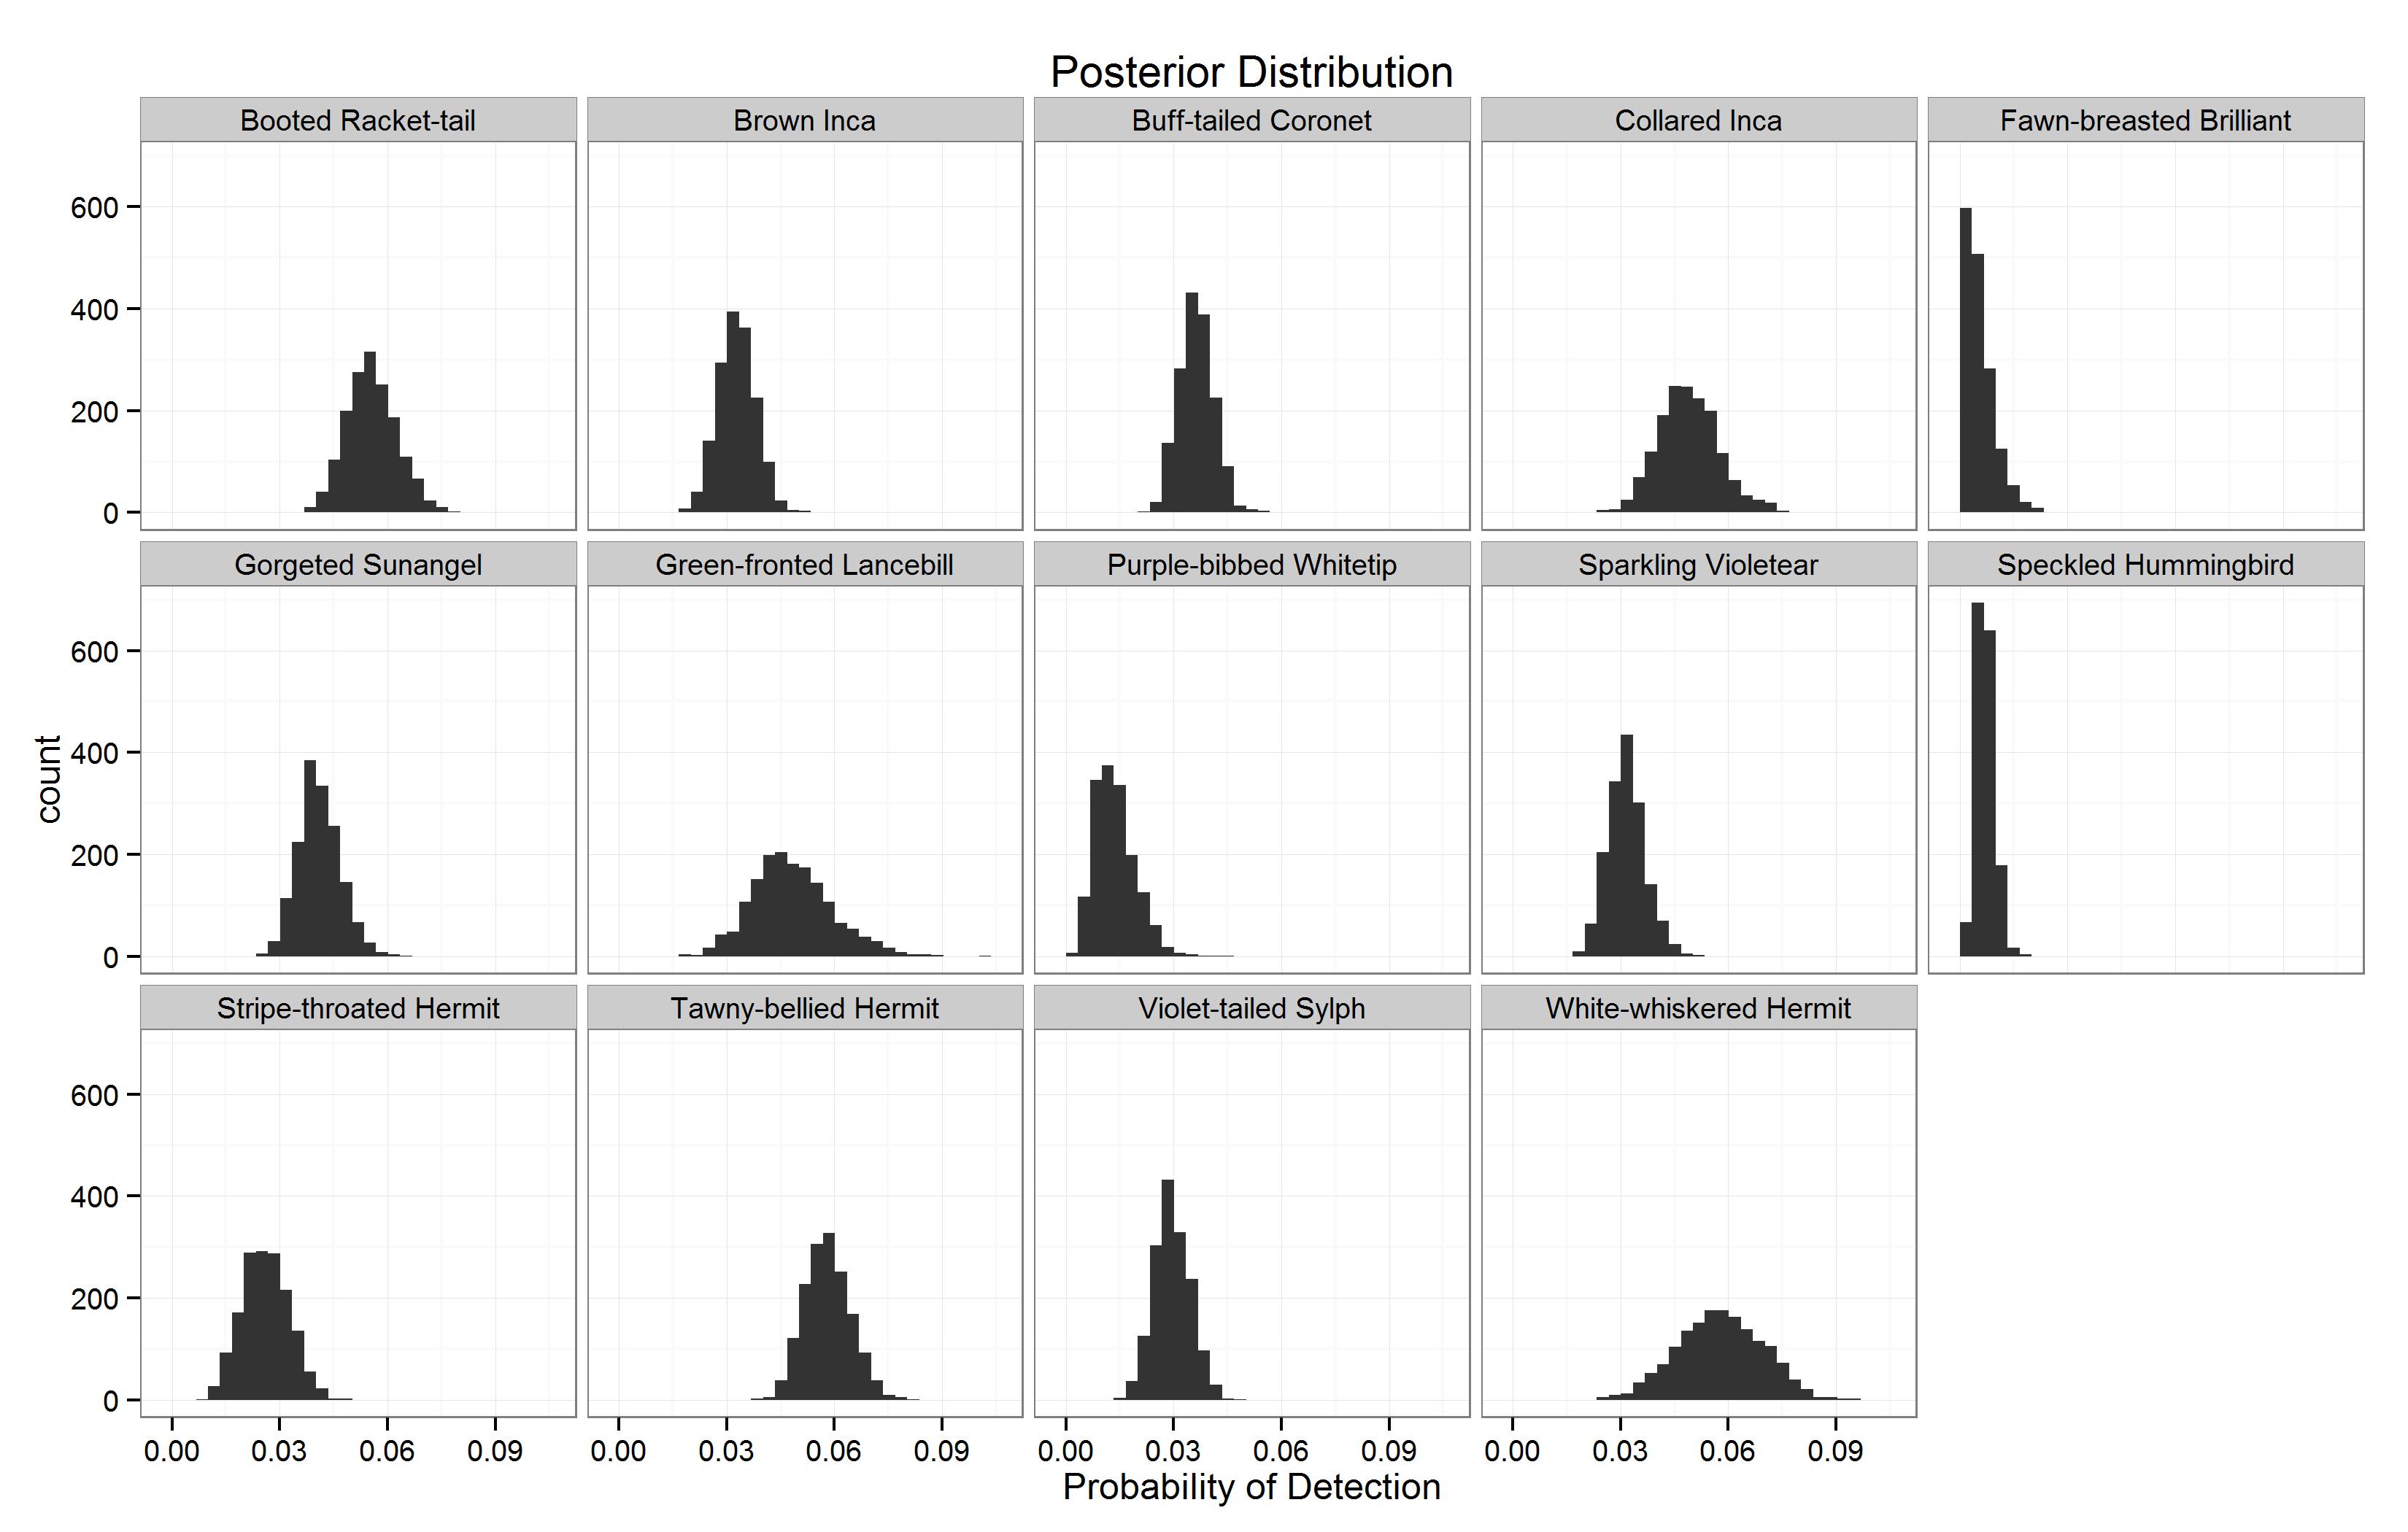 Posterior Distribution
Booted Racket-tail
Brown Inca
Buff-tailed Coronet
Collared Inca
Fawn-breasted Brilliant
600
400
200
0
Gorgeted Sunangel
Green-fronted Lancebill
Purple-bibbed Whitetip
Sparkling Violetear
Speckled Hummingbird
600
400
200
0
count
Stripe-throated Hermit
Tawny-bellied Hermit
Violet-tailed Sylph
White-whiskered Hermit
600
400
200
0
0.00 0.03 0.06 0.09 0.00 0.03 0.06 0.09 0.00 0.03 0.06 0.09 0.00 0.03 0.06 0.09
Probability of Detection